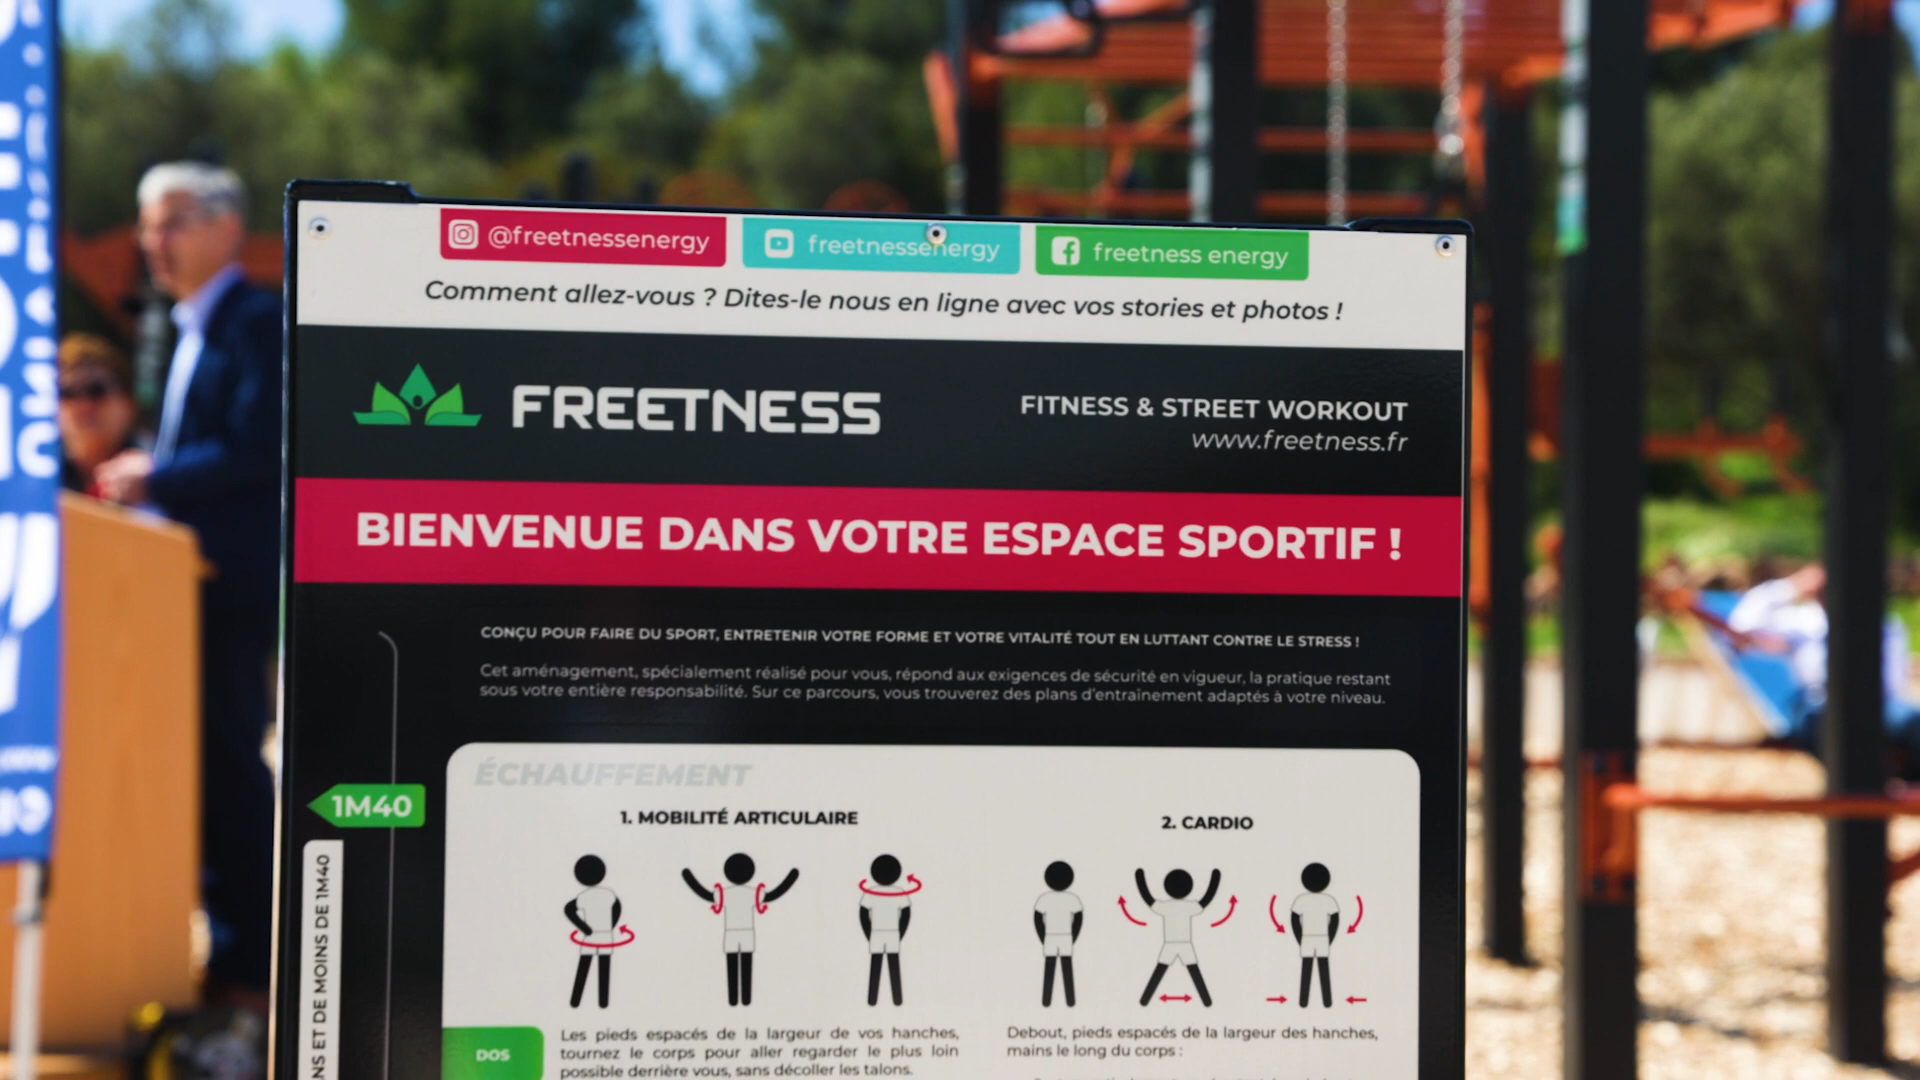 @freetnessenergy
freetnessenergy
freetness energy
Comment allez-vous ? Dites-le nous en ligne avec vos stories et photos !
FREETNESS
FITNESS & STREET WORKOUT
www.freetness.fr
BIENVENUE DANS VOTRE ESPACE SPORTIF !
CONÇU POUR FAIRE DU SPORT, ENTRETENIR VOTRE FORME ET VOTRE VITALITÉ TOUT EN LUTTANT CONTRE LE STRESS !
Cet aménagement, spécialement réalisé pour vous, répond aux exigences de sécurité en vigueur, la pratique restant
sous votre entière responsabilité. Sur ce parcours, vous trouverez des plans d'entraînement adaptés à votre niveau.
1M40
ANS ET DE MOINS DE 1M40
ÉCHAUFFEMENT
1. MOBILITÉ ARTICULAIRE
2. CARDIO
DOS
Les pieds espacés de la largeur de vos hanches,
tournez le corps pour aller regarder le plus loin
possible derrière vous, sans décoller les talons.
Debout, pieds espacés de la largeur des hanches,
mains le long du corps :